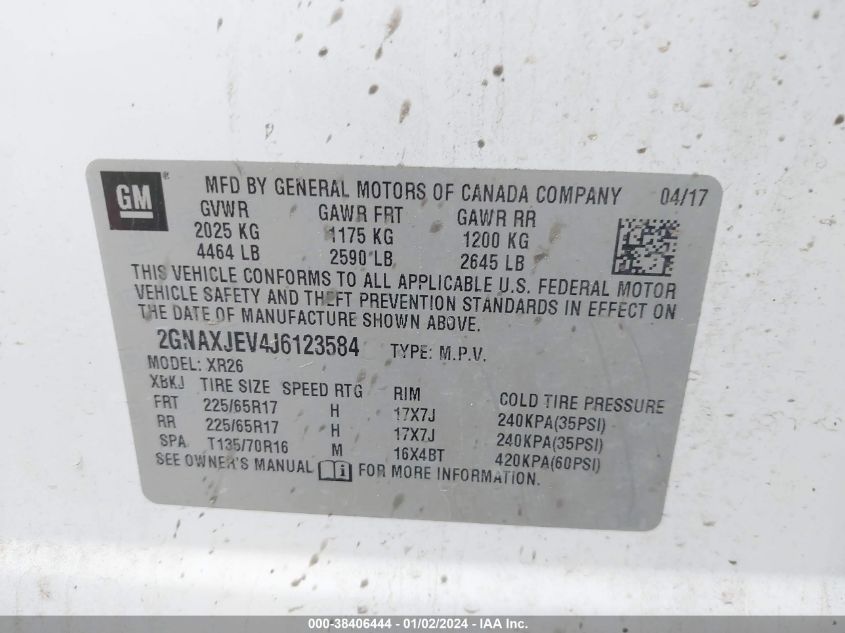 GM
MFD BY GENERAL MOTORS OF CANADA COMPANY 04/17
GVWR GAWR FRT GAWR RR
2025 KG 1175 KG 1200 KG
4464 LB 2590 LB 2645 LB
THIS VEHICLE CONFORMS TO ALL APPLICABLE U.S. FEDERAL MOTOR
VEHICLE SAFETY AND THEFT PREVENTION STANDARDS IN EFFECT ON
THE DATE OF MANUFACTURE SHOWN ABOVE.
2GNAXJEV4J6123584 TYPE: M.P.V.
MODEL: XR26
XBKJ TIRE SIZE SPEED RTG RIM COLD TIRE PRESSURE
FRT 225/65R17 H 17X7J 240KPA(35PSI)
RR 225/65R17 H 17X7J 240KPA(35PSI)
SPA T135/70R16 M 16X4BT 420KPA(60PSI)
SEE OWNER'S MANUAL FOR MORE INFORMATION.
000-38406444 - 01/02/2024 - IAA Inc.